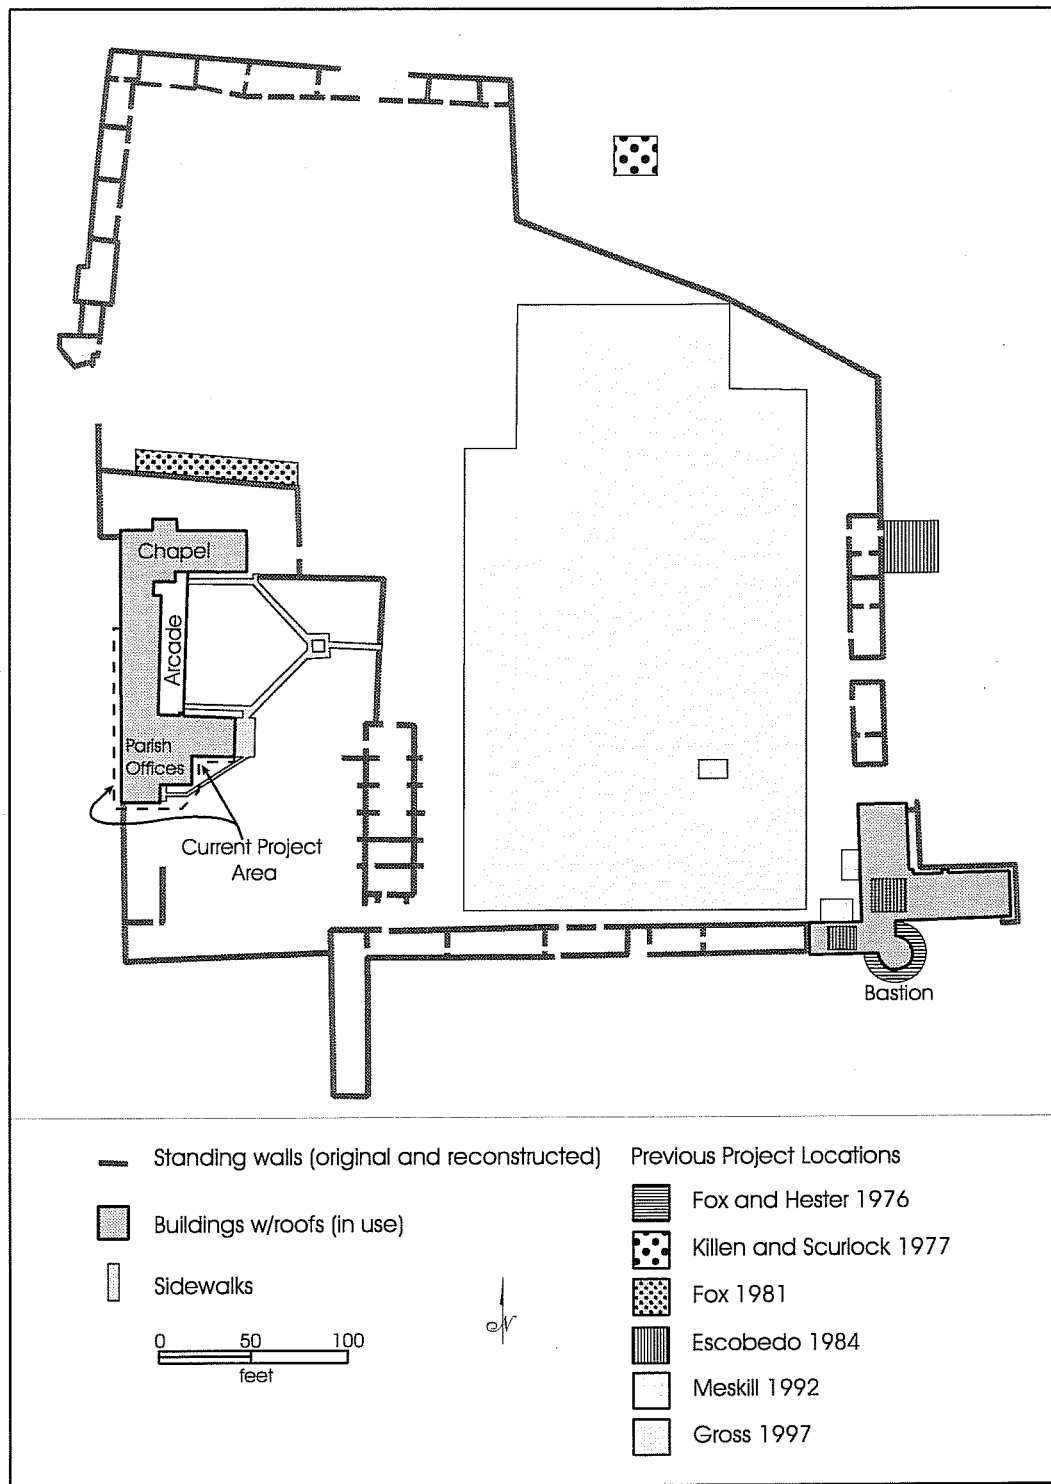 Chapel
Arcade
Parish
Offices
Current Project
Area
Bastion
Standing walls (original and reconstructed)
Buildings w/roofs (in use)
Sidewalks
0 50 100
feet
N
Previous Project Locations
Fox and Hester 1976
Killen and Scurlock 1977
Fox 1981
Escobedo 1984
Meskill 1992
Gross 1997